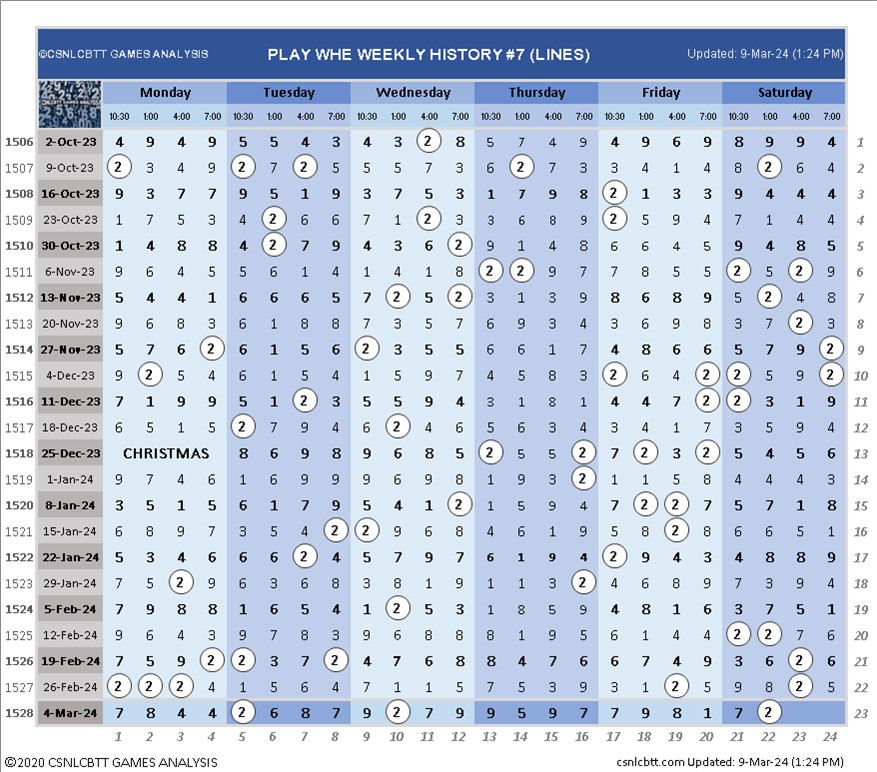 ©CSNLCBTT GAMES ANALYSIS PLAY WHE WEEKLY HISTORY #7 (LINES) Updated: 9-Mar-24 (1:24 PM)
Monday Tuesday Wednesday Thursday Friday Saturday
10:30 1:00 4:00 7:00 10:30 1:00 4:00 7:00 10:30 1:00 4:00 7:00 10:30 1:00 4:00 7:00 10:30 1:00 4:00 7:00 10:30 1:00 4:00 7:00
1506 2-Oct-23 4 9 4 9 5 5 4 3 4 3 2 8 5 7 4 9 4 9 6 9 8 9 9 4 1
1507 9-Oct-23 2 3 4 9 2 7 2 7 5 5 7 3 6 2 7 3 3 4 1 4 8 2 6 4 2
1508 16-Oct-23 9 3 7 7 9 5 1 9 3 7 5 3 1 7 9 8 2 1 3 3 9 4 4 4 3
1509 23-Oct-23 1 7 5 3 4 2 6 6 7 1 2 3 3 6 8 9 2 5 9 4 7 1 4 4 4
1510 30-Oct-23 1 4 8 8 4 2 7 9 4 3 6 2 9 1 4 8 6 6 4 5 9 4 8 5 5
1511 6-Nov-23 9 6 4 5 5 6 1 4 1 4 1 8 2 2 9 7 7 8 5 5 2 5 2 9 6
1512 13-Nov-23 5 4 4 1 6 6 6 5 7 2 5 2 3 1 3 9 8 6 8 9 5 2 4 8 7
1513 20-Nov-23 9 6 8 3 6 1 8 8 7 3 5 7 6 9 3 4 3 6 9 8 3 7 2 3 8
1514 27-Nov-23 5 7 6 2 6 1 5 6 2 3 5 5 6 6 1 7 4 8 6 6 5 7 9 2 9
1515 4-Dec-23 9 2 5 4 6 1 5 4 1 5 9 7 4 5 8 3 2 6 4 2 2 5 9 2 10
1516 11-Dec-23 7 1 9 9 5 1 2 3 5 5 9 4 3 1 8 1 4 4 7 2 2 3 1 9 11
1517 18-Dec-23 6 5 1 5 2 7 9 4 6 2 4 6 5 6 6 3 4 1 4 7 3 5 9 4 12
1518 25-Dec-23 CHRISTMAS 8 6 9 8 9 6 8 5 2 5 5 2 7 2 3 2 5 4 5 6 13
1519 1-Jan-24 9 7 4 6 1 6 9 9 9 6 9 8 3 1 9 2 1 1 5 8 4 4 4 3 14
1520 8-Jan-24 3 5 1 5 6 1 7 9 5 4 1 2 1 5 9 4 7 2 2 7 5 7 1 8 15
1521 15-Jan-24 6 8 9 7 3 5 4 2 2 9 6 8 4 6 1 9 5 8 2 8 6 6 5 1 16
1522 22-Jan-24 5 3 4 6 6 6 2 4 5 7 9 7 6 1 9 4 2 9 4 3 4 8 8 9 17
1523 29-Jan-24 7 5 2 9 6 3 6 8 3 8 1 9 1 1 3 2 4 6 8 9 7 3 9 4 18
1524 5-Feb-24 7 9 8 8 1 6 5 4 1 2 5 3 1 8 5 9 4 8 1 6 3 7 5 1 19
1525 12-Feb-24 9 6 4 3 9 7 8 3 9 6 8 8 8 1 9 5 6 1 4 4 2 2 7 6 20
1526 19-Feb-24 7 5 9 2 2 3 7 2 4 7 6 8 8 4 7 6 6 7 4 9 3 6 2 6 21
1527 26-Feb-24 2 2 2 4 1 5 6 4 7 1 1 5 7 5 3 9 3 1 2 5 9 8 2 5 22
1528 4-Mar-24 7 8 4 4 2 6 8 7 9 2 7 9 9 5 9 7 7 9 8 1 7 2 23
1 2 3 4 5 6 7 8 9 10 11 12 13 14 15 16 17 18 19 20 21 22 23 24
©2020 CSNLCBTT GAMES ANALYSIS csnlcbtt.com Updated: 9-Mar-24 (1:24 PM)